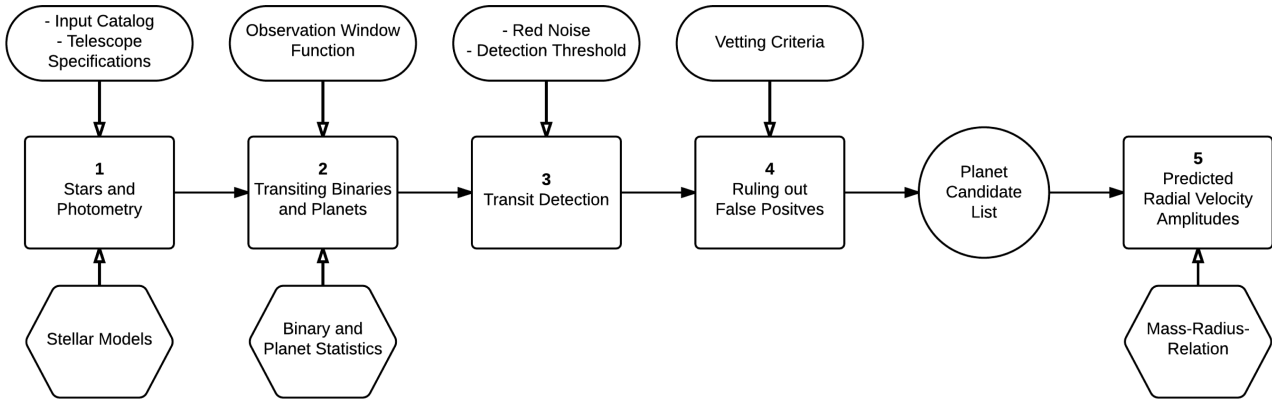 - Input Catalog
- Telescope
Specifications
Observation Window
Function
- Red Noise
- Detection Threshold
Vetting Criteria
1
Stars and
Photometry
2
Transiting Binaries
and Planets
3
Transit Detection
4
Ruling out
False Positves
Planet
Candidate
List
5
Predicted
Radial Velocity
Amplitudes
Stellar Models
Binary and
Planet Statistics
Mass-Radius-
Relation